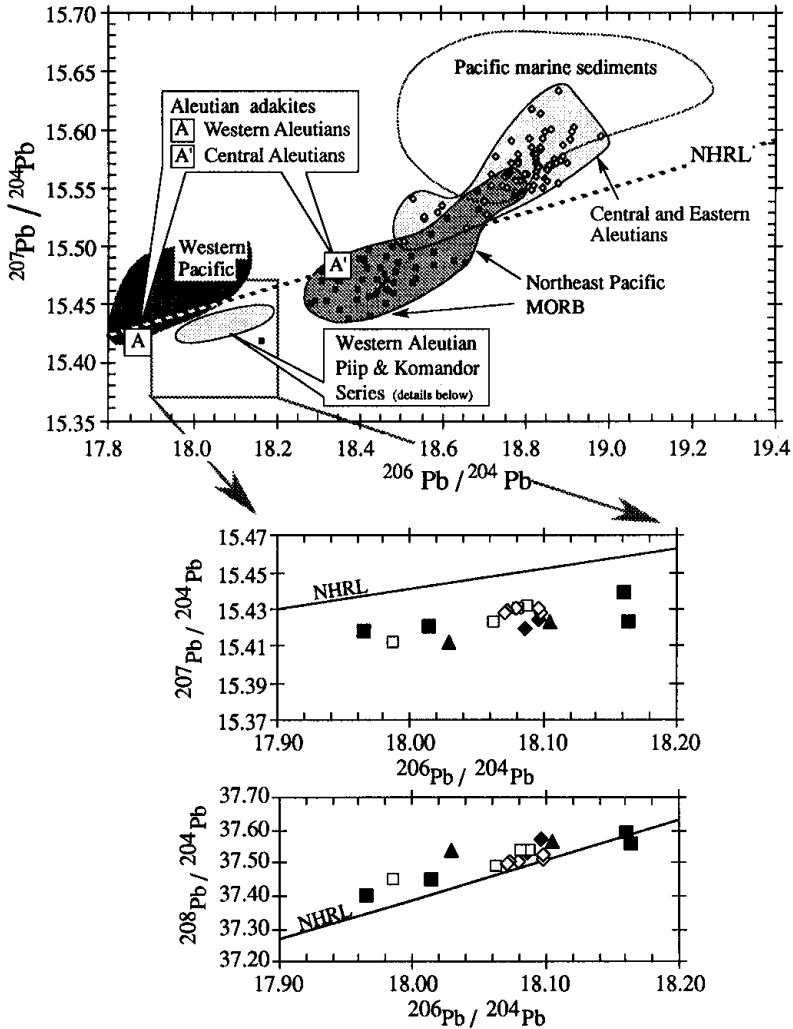 15.70
15.65
15.60
15.55
15.50
15.45
15.40
15.35
207Pb / 204Pb
Pacific marine sediments
Aleutian adakites
A Western Aleutians
A' Central Aleutians
NHRL
Central and Eastern
Aleutians
Western
Pacific
A'
A
Northeast Pacific
MORB
Western Aleutian
Piip & Komandor
Series (details below)
17.8 18.0 18.2 18.4 18.6 18.8 19.0 19.2 19.4
206 Pb / 204Pb
15.47
15.45
15.43
15.41
15.39
15.37
207Pb / 204Pb
NHRL
17.90 18.00 18.10 18.20
206Pb / 204Pb
37.70
37.60
37.50
37.40
37.30
37.20
208Pb / 204Pb
NHRL
17.90 18.00 18.10 18.20
206Pb / 204Pb